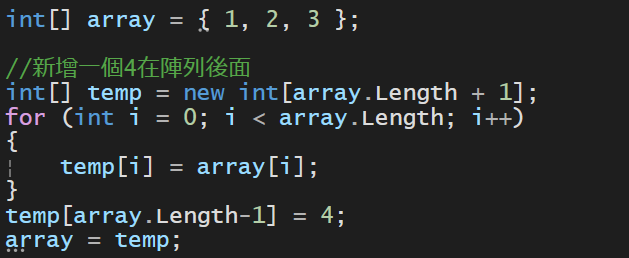 int[] array = { 1, 2, 3 };
//新增一個4在陣列後面
int[] temp = new int[array.Length + 1];
for (int i = 0; i < array.Length; i++)
{
    temp[i] = array[i];
}
temp[array.Length-1] = 4;
array = temp;